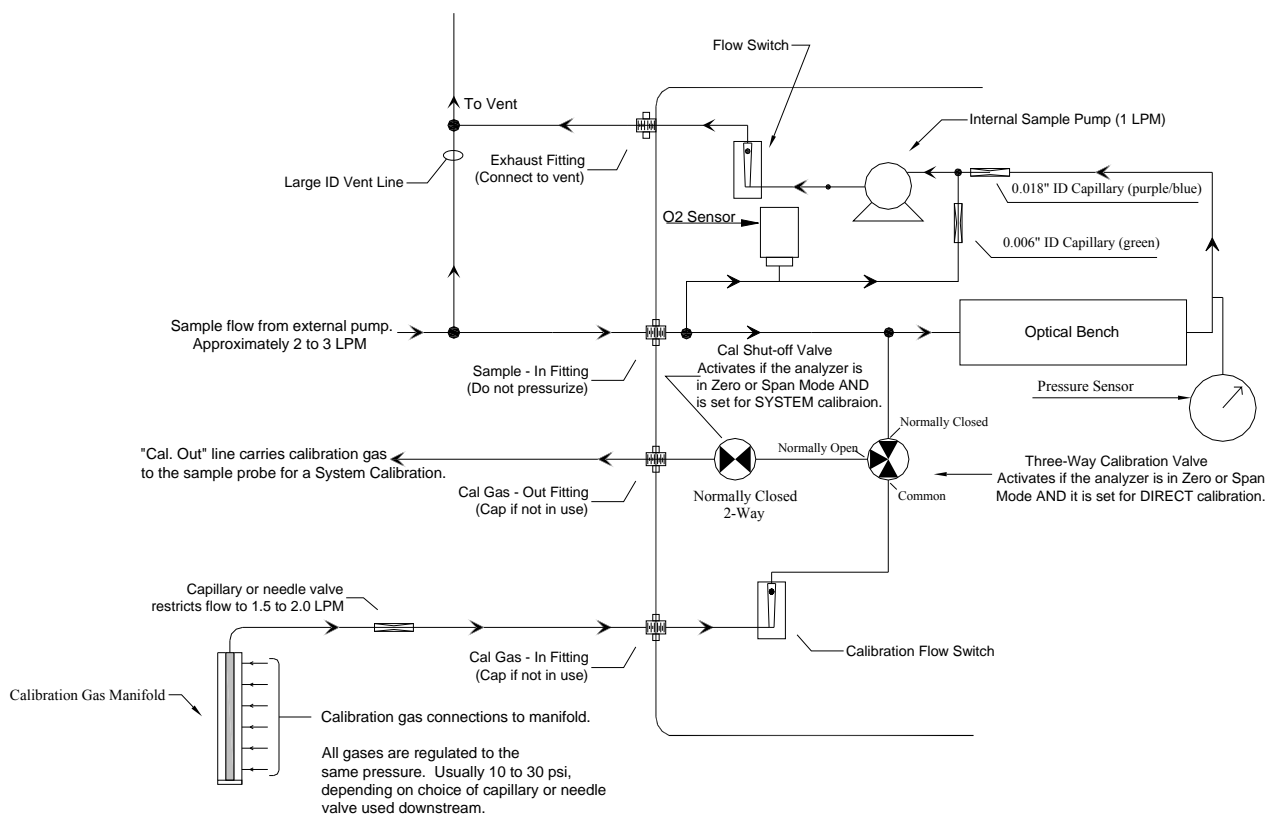 Flow Switch
To Vent
Internal Sample Pump (1 LPM)
Exhaust Fitting
(Connect to vent)
Large ID Vent Line
0.018" ID Capillary (purple/blue)
O2 Sensor
0.006" ID Capillary (green)
Sample flow from external pump.
Approximately 2 to 3 LPM
Optical Bench
Sample - In Fitting
(Do not pressurize)
Cal Shut-off Valve
Activates if the analyzer is
in Zero or Span Mode AND
is set for SYSTEM calibraion.
Pressure Sensor
Normally Closed
"Cal. Out" line carries calibration gas
to the sample probe for a System Calibration.
Normally Open
Three-Way Calibration Valve
Activates if the analyzer is in Zero or Span
Mode AND it is set for DIRECT calibration.
Cal Gas - Out Fitting
(Cap if not in use)
Normally Closed
2-Way
Common
Capillary or needle valve
restricts flow to 1.5 to 2.0 LPM
Cal Gas - In Fitting
(Cap if not in use)
Calibration Flow Switch
Calibration Gas Manifold
Calibration gas connections to manifold.
All gases are regulated to the
same pressure. Usually 10 to 30 psi,
depending on choice of capillary or needle
valve used downstream.